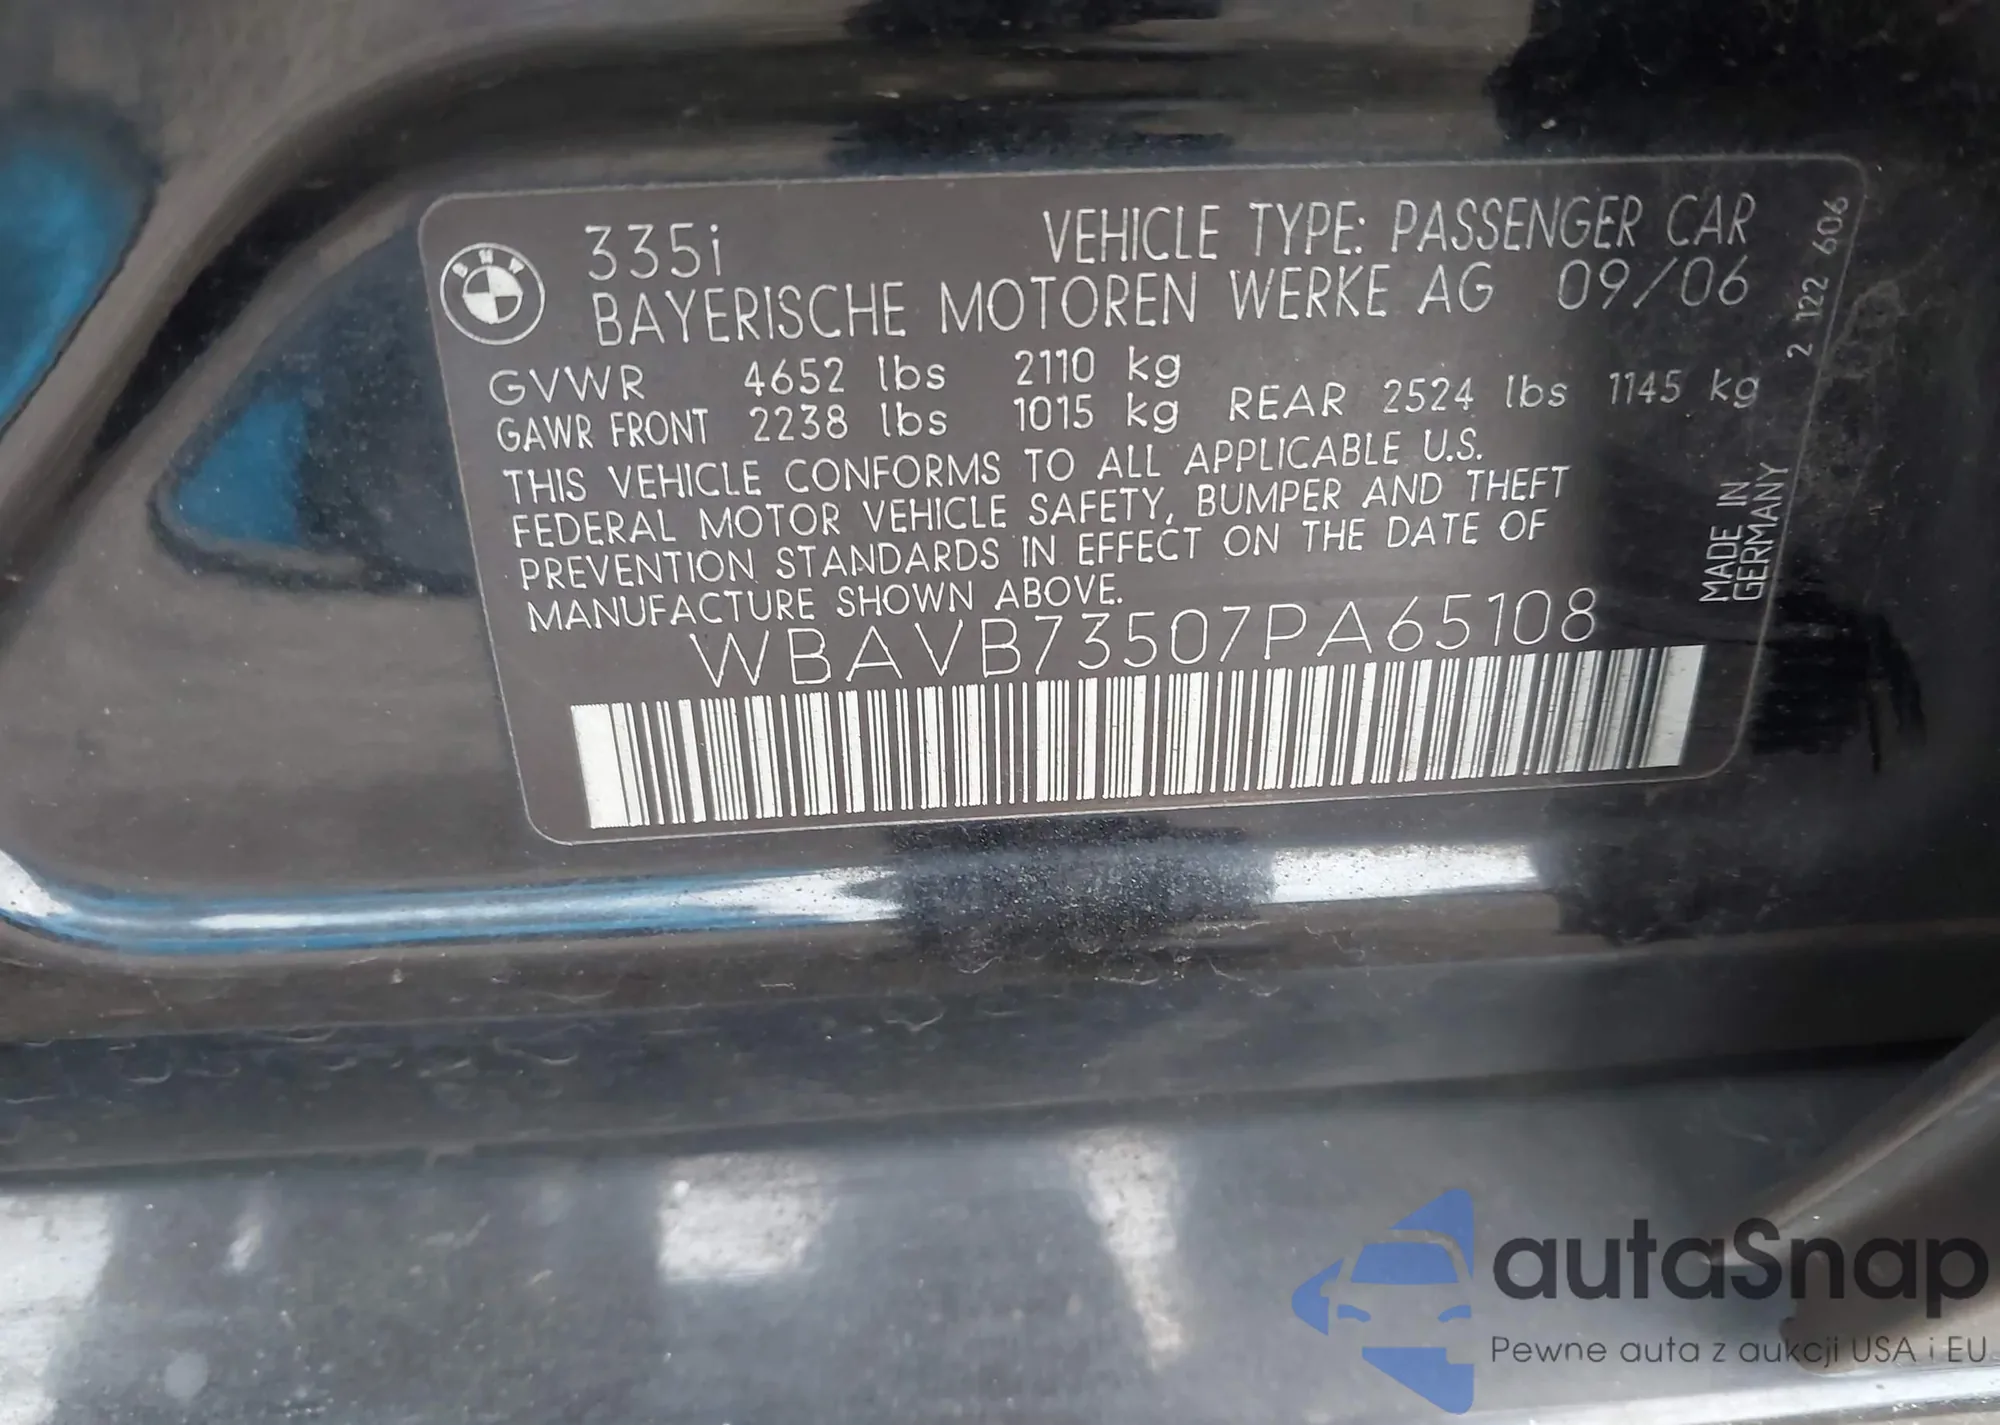 BMW
335i
VEHICLE TYPE: PASSENGER CAR
BAYERISCHE MOTOREN WERKE AG 09/06
GVWR 4652 lbs 2110 kg
GAWR FRONT 2238 lbs 1015 kg REAR 2524 lbs 1145 kg
THIS VEHICLE CONFORMS TO ALL APPLICABLE U.S.
FEDERAL MOTOR VEHICLE SAFETY, BUMPER AND THEFT
PREVENTION STANDARDS IN EFFECT ON THE DATE OF
MANUFACTURE SHOWN ABOVE.
WBAVB73507PA65108
MADE IN
GERMANY
2 122 606
autaSnap
Pewne auta z aukcji USA i EU